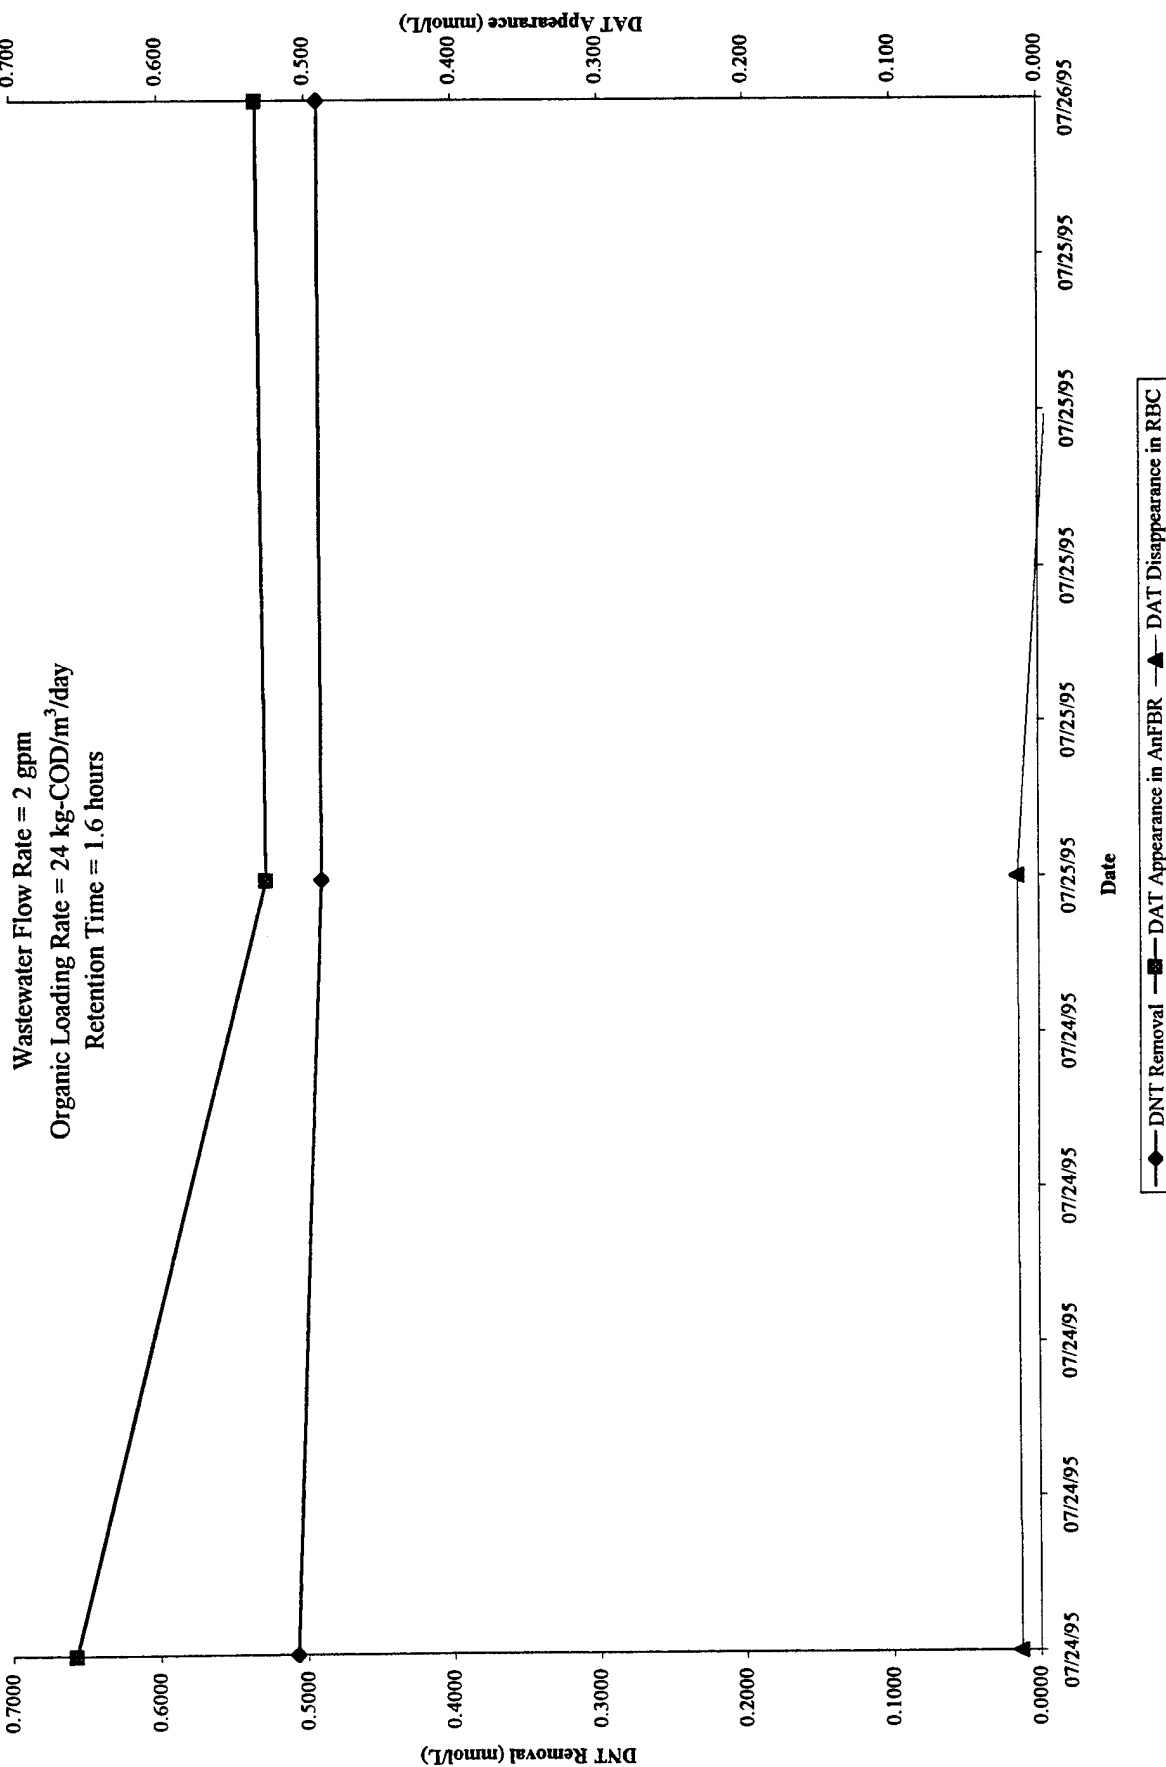 Wastewater Flow Rate = 2 gpm
Organic Loading Rate = 24 kg-COD/m³/day
Retention Time = 1.6 hours
DNT Removal (mmol/L)
0.7000
0.6000
0.5000
0.4000
0.3000
0.2000
0.1000
0.0000
DAT Appearance (mmol/L)
0.700
0.600
0.500
0.400
0.300
0.200
0.100
0.000
07/24/95 07/24/95 07/24/95 07/24/95 07/24/95 07/25/95 07/25/95 07/25/95 07/25/95 07/25/95 07/26/95
Date
DNT Removal DAT Appearance in AnFBR DAT Disappearance in RBC